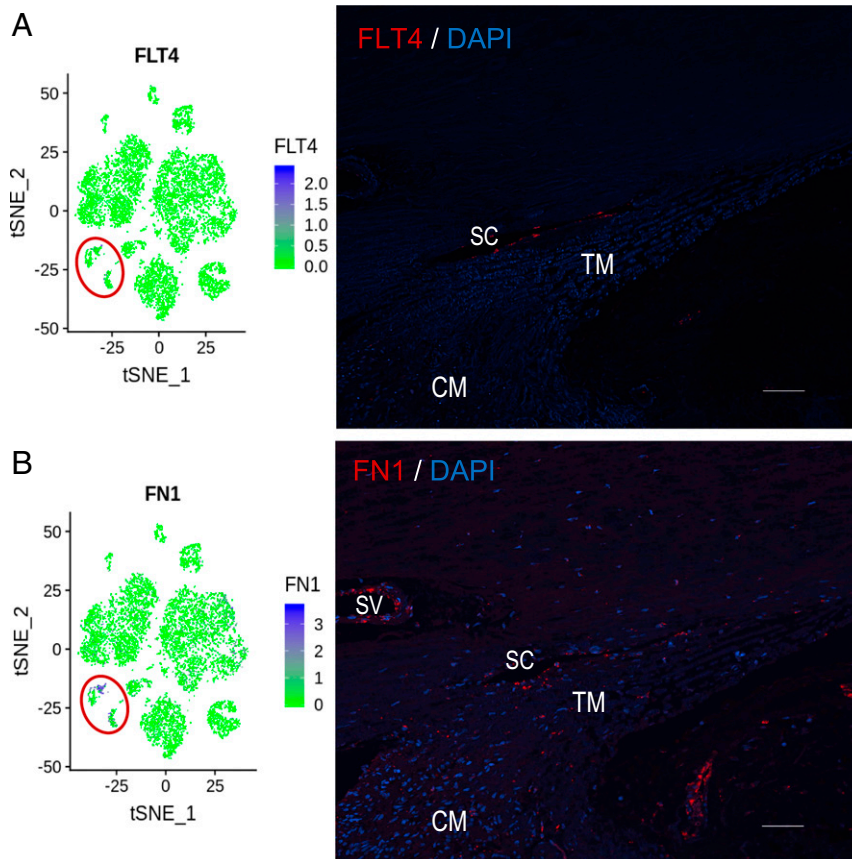 A
FLT4
50
25
0
-25
-50
-25
0
25
tSNE_1
tSNE_2
FLT4
2.0
1.5
1.0
0.5
0.0
FLT4 / DAPI
SC
TM
CM
B
FN1
50
25
0
-25
-50
-25
0
25
tSNE_1
tSNE_2
FN1
3
2
1
0
FN1 / DAPI
SV
SC
TM
CM